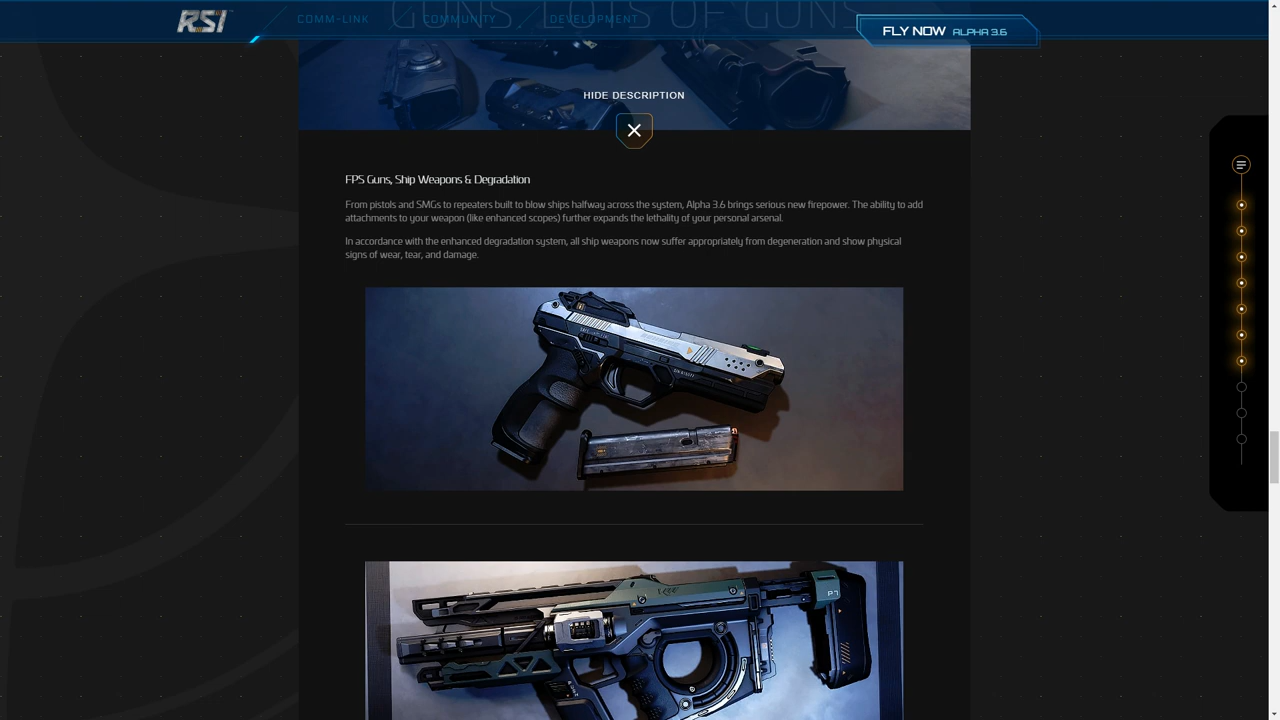 GUNS, LOTS OF GUNS
RSI
COMM-LINK
COMMUNITY
DEVELOPMENT
FLY NOW ALPHA 3.6
HIDE DESCRIPTION
FPS Guns, Ship Weapons & Degradation
From pistols and SMGs to repeaters built to blow ships halfway across the system, Alpha 3.6 brings serious new firepower. The ability to add
attachments to your weapon (like enhanced scopes) further expands the lethality of your personal arsenal.
In accordance with the enhanced degradation system, all ship weapons now suffer appropriately from degeneration and show physical
signs of wear, tear, and damage.